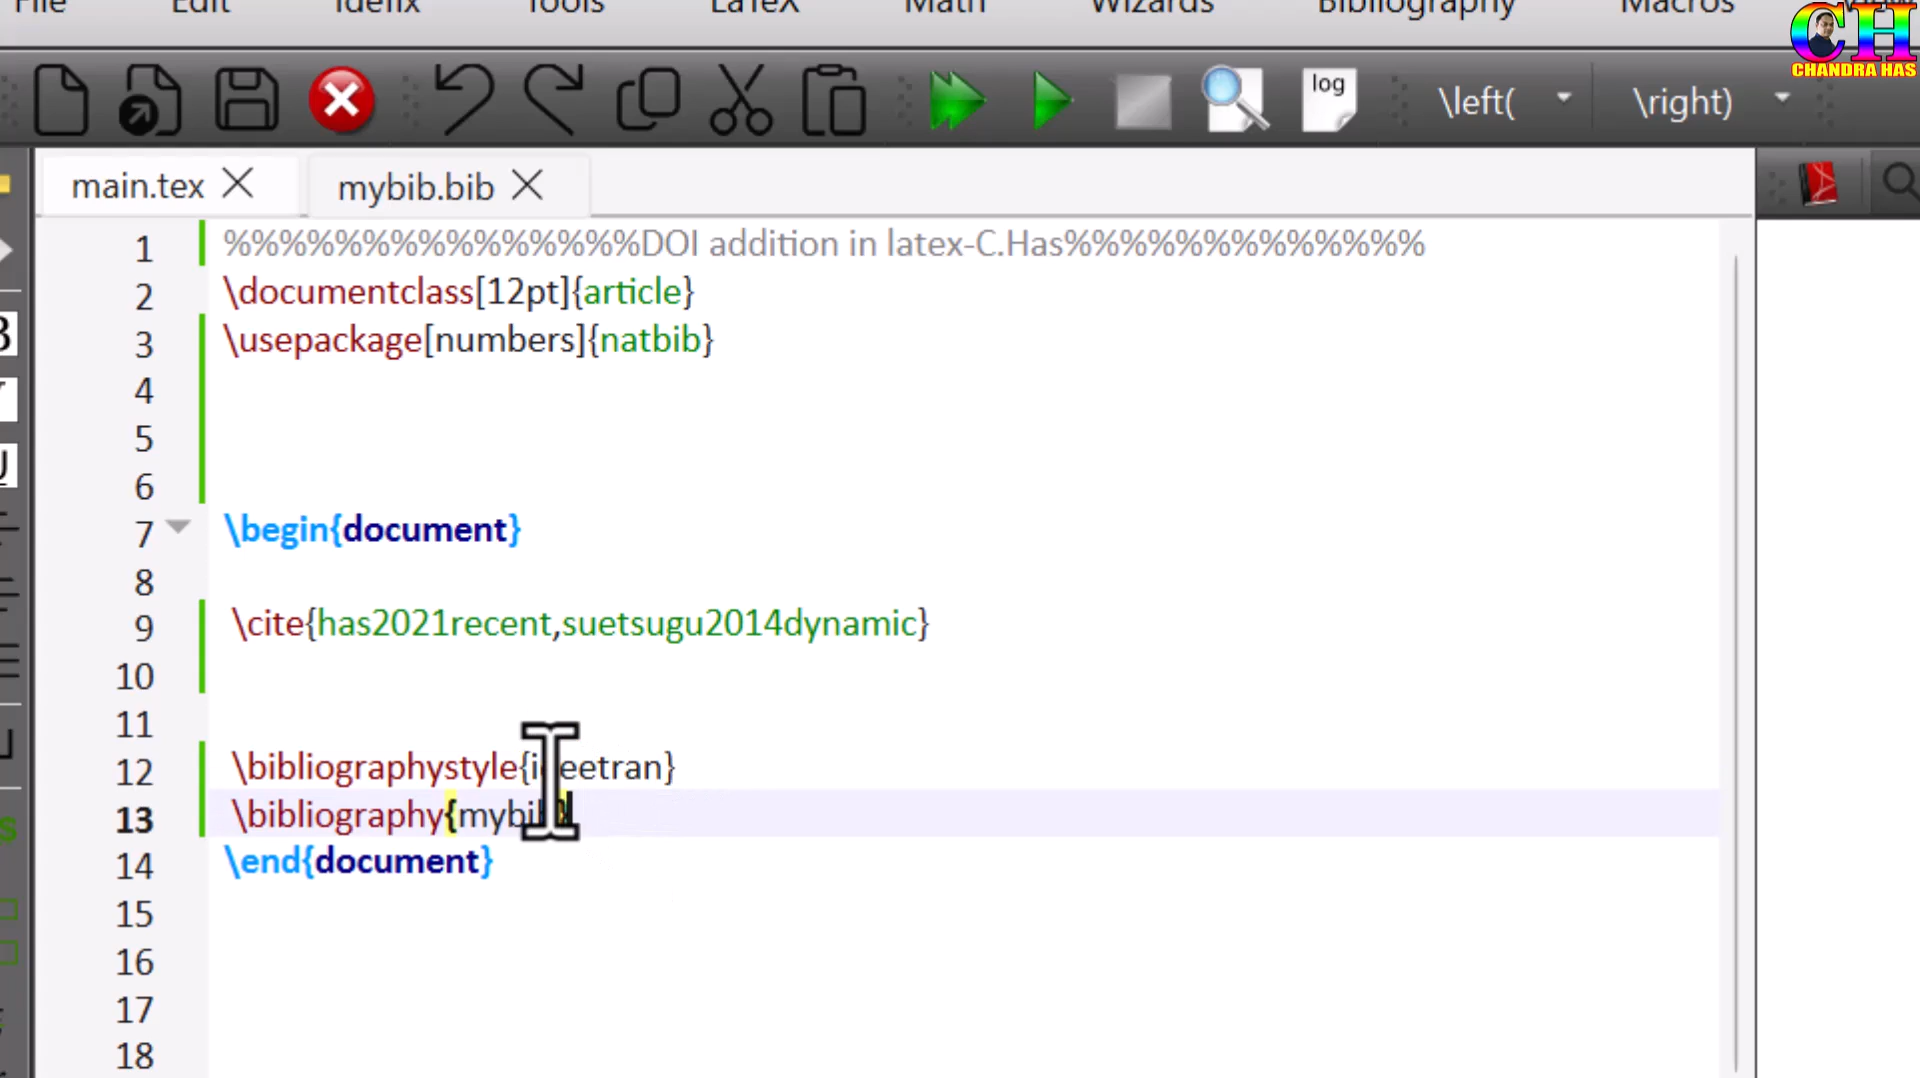 File Edit Idefix Tools LaTeX Math Wizards Bibliography Macros View
CH
CHANDRA HAS
log \left( \right)
main.tex mybib.bib
1 %%%%%%%%%%%%%%%DOI addition in latex-C.Has%%%%%%%%%%%%%
2 \documentclass[12pt]{article}
3 \usepackage[numbers]{natbib}
4
5
6
7 \begin{document}
8
9 \cite{has2021recent,suetsugu2014dynamic}
10
11
12 \bibliographystyle{ieeetran}
13 \bibliography{mybib}
14 \end{document}
15
16
17
18